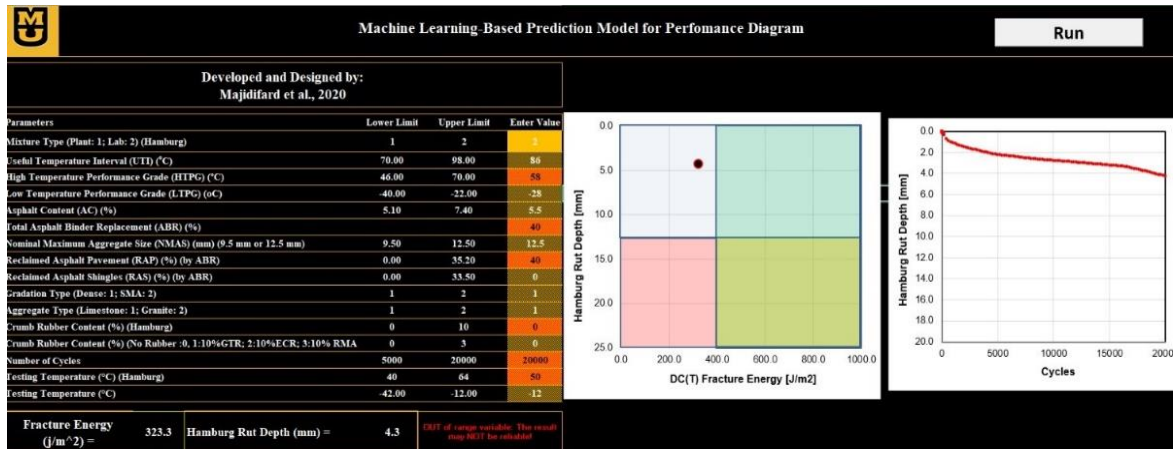 MU
Machine Learning-Based Prediction Model for Perfomance Diagram
Run
Developed and Designed by:
Majidifard et al., 2020
Parameters Lower Limit Upper Limit Enter Value
Mixture Type (Plant: 1; Lab: 2) (Hamburg) 1 2
Useful Temperature Interval (UTI) (°C) 70.00 98.00 86
High Temperature Performance Grade (HTPG) (°C) 46.00 70.00 58
Low Temperature Performance Grade (LTPG) (oC) -40.00 -22.00 -28
Asphalt Content (AC) (%) 5.10 7.40 5.5
Total Asphalt Binder Replacement (ABR) (%) 40
Nominal Maximum Aggregate Size (NMAS) (mm) (9.5 mm or 12.5 mm) 9.50 12.50 12.5
Reclaimed Asphalt Pavement (RAP) (%) (by ABR) 0.00 35.20 40
Reclaimed Asphalt Shingles (RAS) (%) (by ABR) 0.00 33.50 0
Gradation Type (Dense: 1; SMA: 2) 1 2 1
Aggregate Type (Limestone: 1; Granite: 2) 1 2 1
Crumb Rubber Content (%) (Hamburg) 0 10 0
Crumb Rubber Content (%) (No Rubber :0, 1:10%GTR; 2:10%ECR; 3:10% RMA 0 3 0
Number of Cycles 5000 20000 20000
Testing Temperature (°C) (Hamburg) 40 64 50
Testing Temperature (°C) -42.00 -12.00 -12
Fracture Energy
(j/m^2) = 323.3 Hamburg Rut Depth (mm) = 4.3
OUT of range variable. The result
may NOT be reliable!
Hamburg Rut Depth [mm]
0.0
5.0
10.0
15.0
20.0
25.0
0.0 200.0 400.0 600.0 800.0 1000.0
DC(T) Fracture Energy [J/m2]
Hamburg Rut Depth [mm]
0.0
2.0
4.0
6.0
8.0
10.0
12.0
14.0
16.0
18.0
20.0
0 5000 10000 15000 2000
Cycles